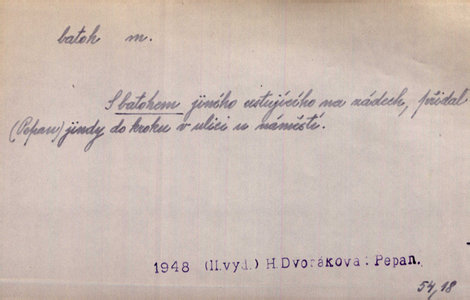 batoh m.
S batohem jiného cestujícího na zádech, přidal
(Pepan) jindy do kroku v ulici u náměstí.
1948 (II.vyd.) H.Dvořáková: Pepan.
54,18